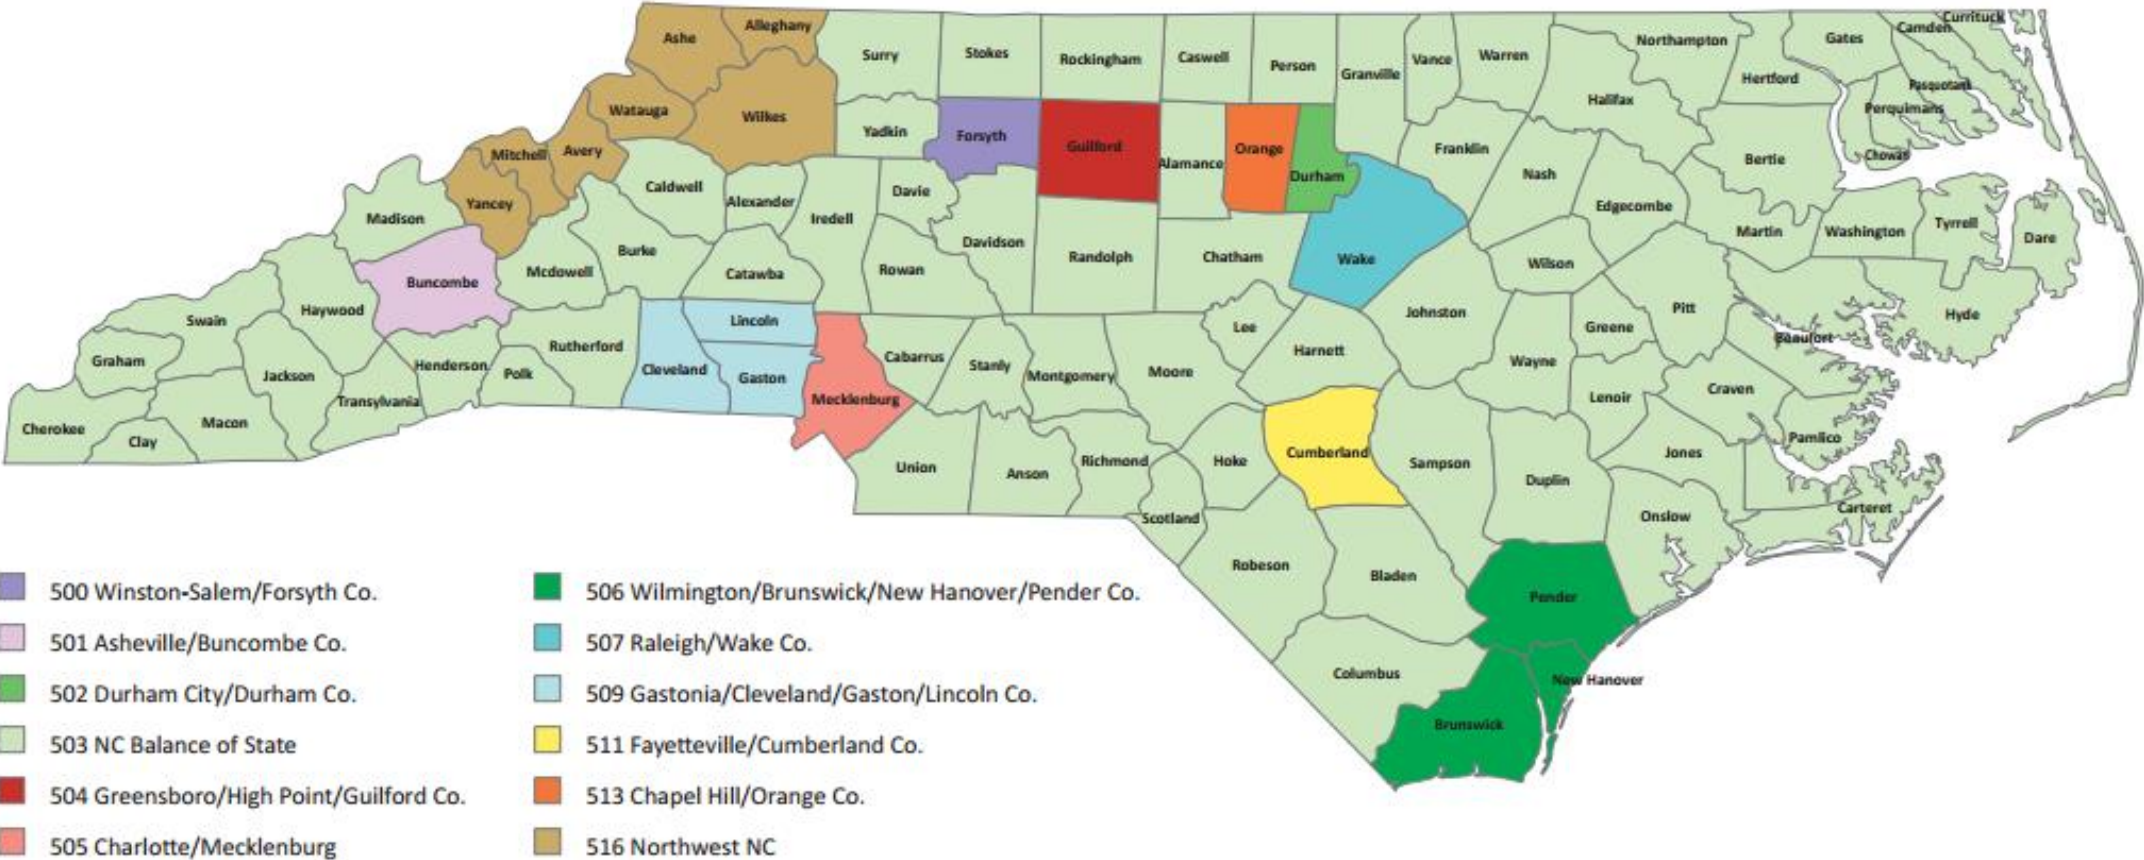 Ashe
Alleghany
Surry
Stokes
Rockingham
Caswell
Person
Granville
Vance
Warren
Northampton
Gates
Camden
Currituck
Hertford
Halifax
Pasquotank
Perquimans
Chowan
Watauga
Wilkes
Yadkin
Forsyth
Guilford
Alamance
Orange
Durham
Franklin
Nash
Bertie
Mitchell
Avery
Yancey
Caldwell
Alexander
Iredell
Davie
Davidson
Randolph
Chatham
Wake
Edgecombe
Martin
Washington
Tyrrell
Dare
Madison
Buncombe
Mcdowell
Burke
Catawba
Rowan
Wilson
Johnston
Pitt
Greene
Beaufort
Hyde
Haywood
Swain
Graham
Jackson
Henderson
Polk
Rutherford
Cleveland
Lincoln
Gaston
Mecklenburg
Cabarrus
Stanly
Montgomery
Moore
Lee
Harnett
Wayne
Lenoir
Craven
Pamlico
Jones
Cherokee
Clay
Macon
Transylvania
Union
Anson
Richmond
Hoke
Scotland
Cumberland
Sampson
Duplin
Onslow
Carteret
Robeson
Bladen
Pender
Columbus
New Hanover
Brunswick
500 Winston-Salem/Forsyth Co.
501 Asheville/Buncombe Co.
502 Durham City/Durham Co.
503 NC Balance of State
504 Greensboro/High Point/Guilford Co.
505 Charlotte/Mecklenburg
506 Wilmington/Brunswick/New Hanover/Pender Co.
507 Raleigh/Wake Co.
509 Gastonia/Cleveland/Gaston/Lincoln Co.
511 Fayetteville/Cumberland Co.
513 Chapel Hill/Orange Co.
516 Northwest NC